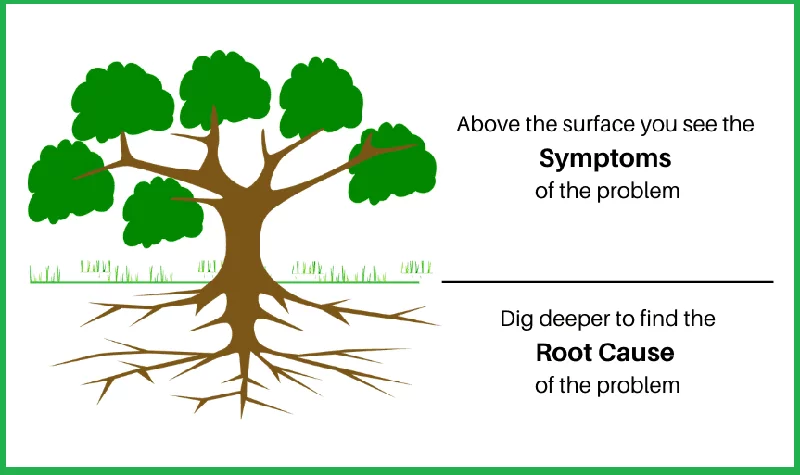 Above the surface you see the
Symptoms
of the problem
Dig deeper to find the
Root Cause
of the problem